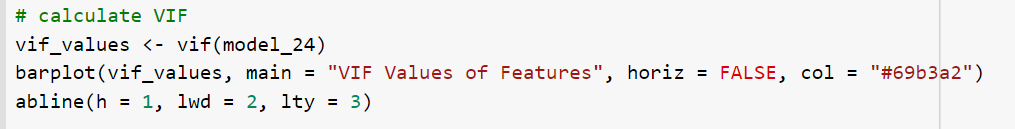 # calculate VIF
vif_values <- vif(model_24)
barplot(vif_values, main = "VIF Values of Features", horiz = FALSE, col = "#69b3a2")
abline(h = 1, lwd = 2, lty = 3)